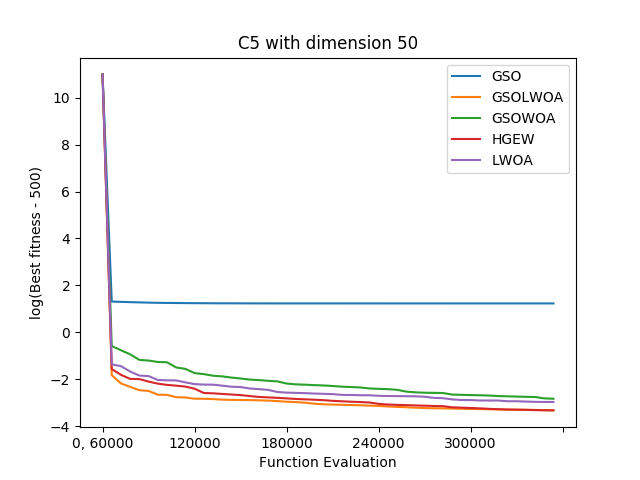 C5 with dimension 50
log(Best fitness - 500)
10
8
6
4
2
0
−2
−4
GSO
GSOLWOA
GSOWOA
HGEW
LWOA
0, 60000 120000 180000 240000 300000
Function Evaluation